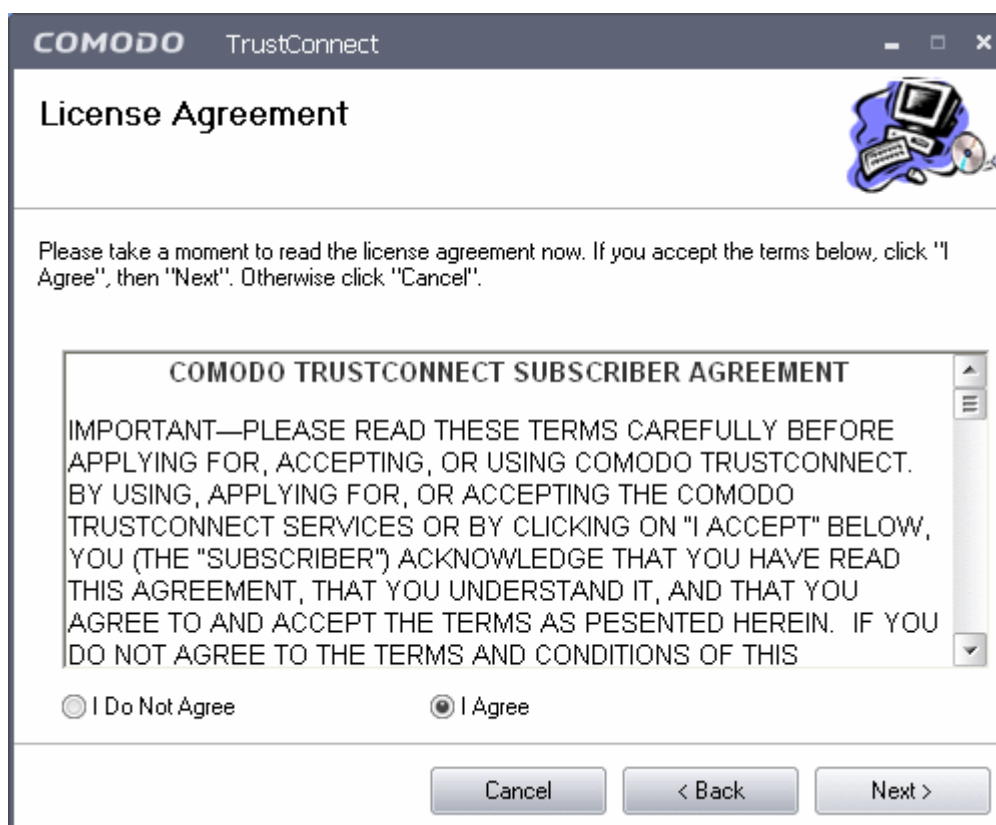 COMODO TrustConnect
License Agreement
Please take a moment to read the license agreement now. If you accept the terms below, click "I
Agree", then "Next". Otherwise click "Cancel".
COMODO TRUSTCONNECT SUBSCRIBER AGREEMENT
IMPORTANT—PLEASE READ THESE TERMS CAREFULLY BEFORE
APPLYING FOR, ACCEPTING, OR USING COMODO TRUSTCONNECT.
BY USING, APPLYING FOR, OR ACCEPTING THE COMODO
TRUSTCONNECT SERVICES OR BY CLICKING ON "I ACCEPT" BELOW,
YOU (THE "SUBSCRIBER") ACKNOWLEDGE THAT YOU HAVE READ
THIS AGREEMENT, THAT YOU UNDERSTAND IT, AND THAT YOU
AGREE TO AND ACCEPT THE TERMS AS PESENTED HEREIN.  IF YOU
DO NOT AGREE TO THE TERMS AND CONDITIONS OF THIS
I Do Not Agree I Agree
Cancel < Back Next >